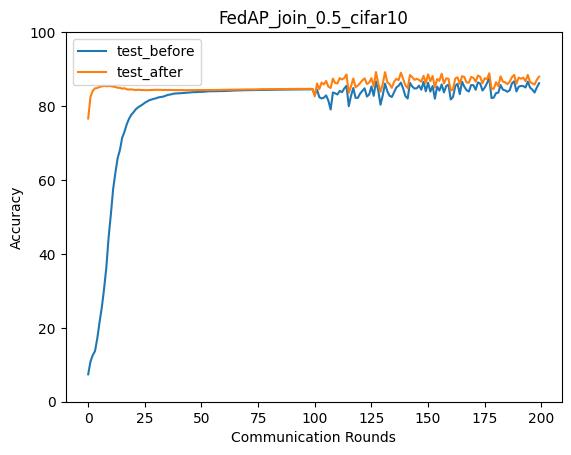 FedAP_join_0.5_cifar10
100
80
60
40
20
0
Accuracy
test_before
test_after
0 25 50 75 100 125 150 175 200
Communication Rounds